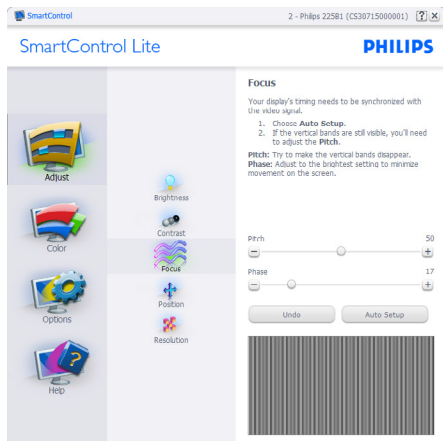 SmartControl
2 - Philips 225B1 (CS30715000001)
SmartControl Lite
PHILIPS
Adjust
Color
Options
Help
Brightness
Contrast
Focus
Position
Resolution
Focus
Your display's timing needs to be synchronized with
the video signal.
1. Choose Auto Setup.
2. If the vertical bands are still visible, you'll need
to adjust the Pitch.
Pitch: Try to make the vertical bands disappear.
Phase: Adjust to the brightest setting to minimize
movement on the screen.
Pitch 50
Phase 17
Undo Auto Setup